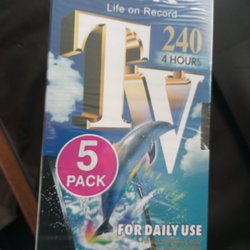 Life on Record
TV
240
4 HOURS
5
PACK
FOR DAILY USE